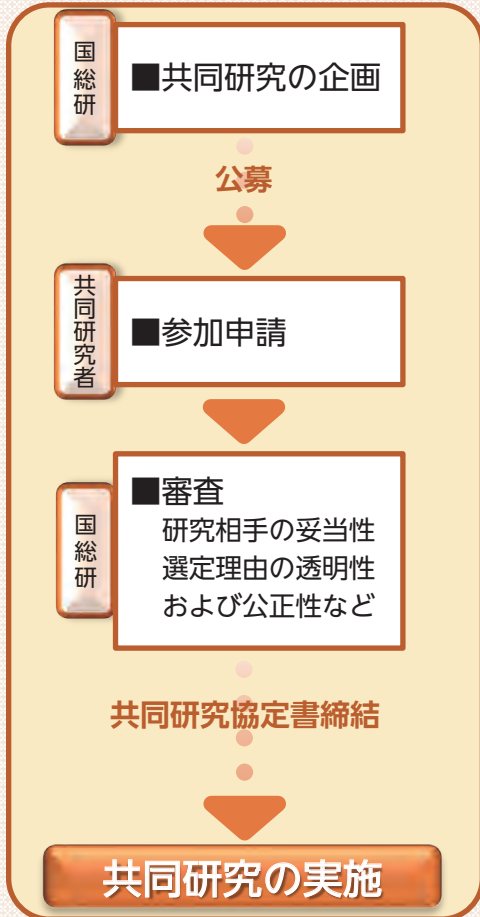 国総研
■共同研究の企画
公募
共同研究者
■参加申請
国総研
■審査
研究相手の妥当性
選定理由の透明性
および公正性など
共同研究協定書締結
共同研究の実施